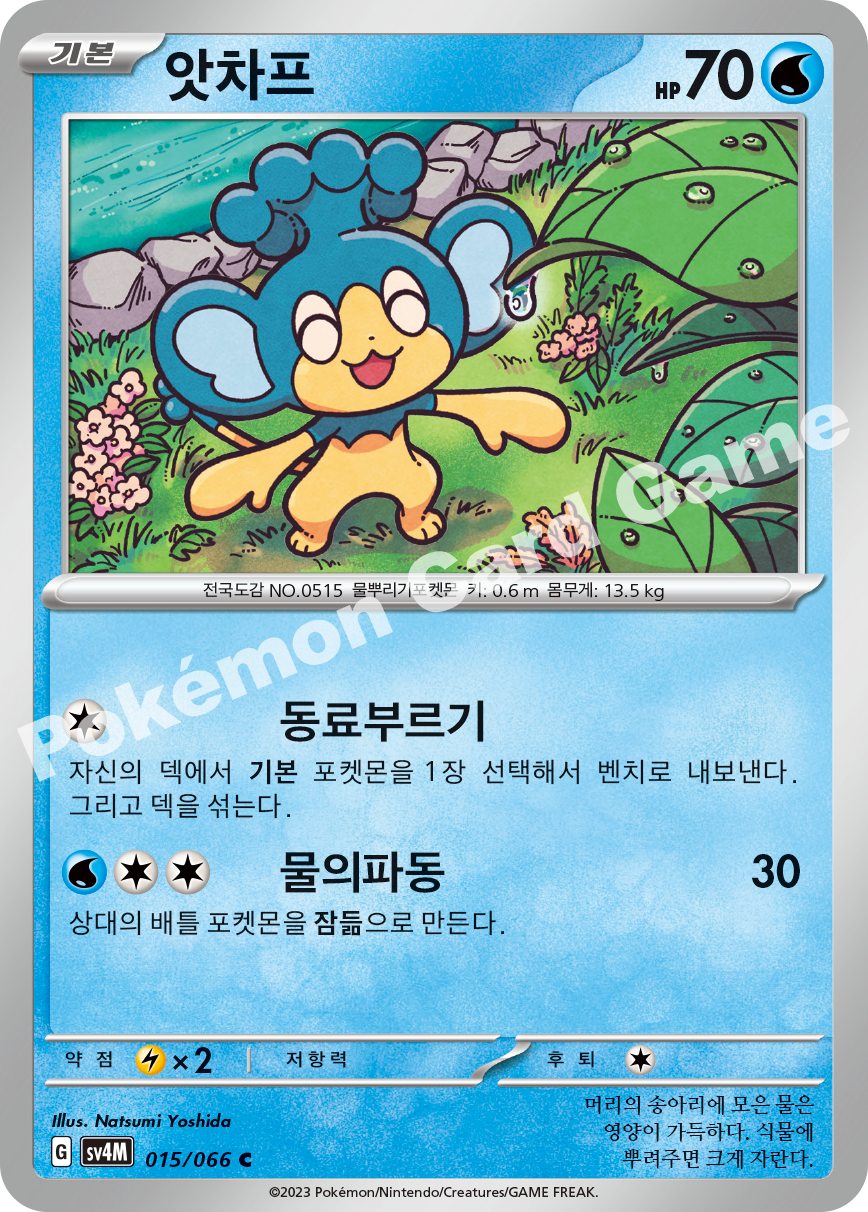 기본
앗차프
HP 70
전국도감 NO.0515 물뿌리기포켓몬 키: 0.6 m 몸무게: 13.5 kg
동료부르기
자신의 덱에서 기본 포켓몬을 1장 선택해서 벤치로 내보낸다.
그리고 덱을 섞는다.
물의파동 30
상대의 배틀 포켓몬을 잠듦으로 만든다.
약점 ×2 저항력 후퇴
Illus. Natsumi Yoshida
머리의 송아리에 모은 물은
영양이 가득하다. 식물에
뿌려주면 크게 자란다.
G SV4M 015/066 C
©2023 Pokémon/Nintendo/Creatures/GAME FREAK.
Pokémon Card Game